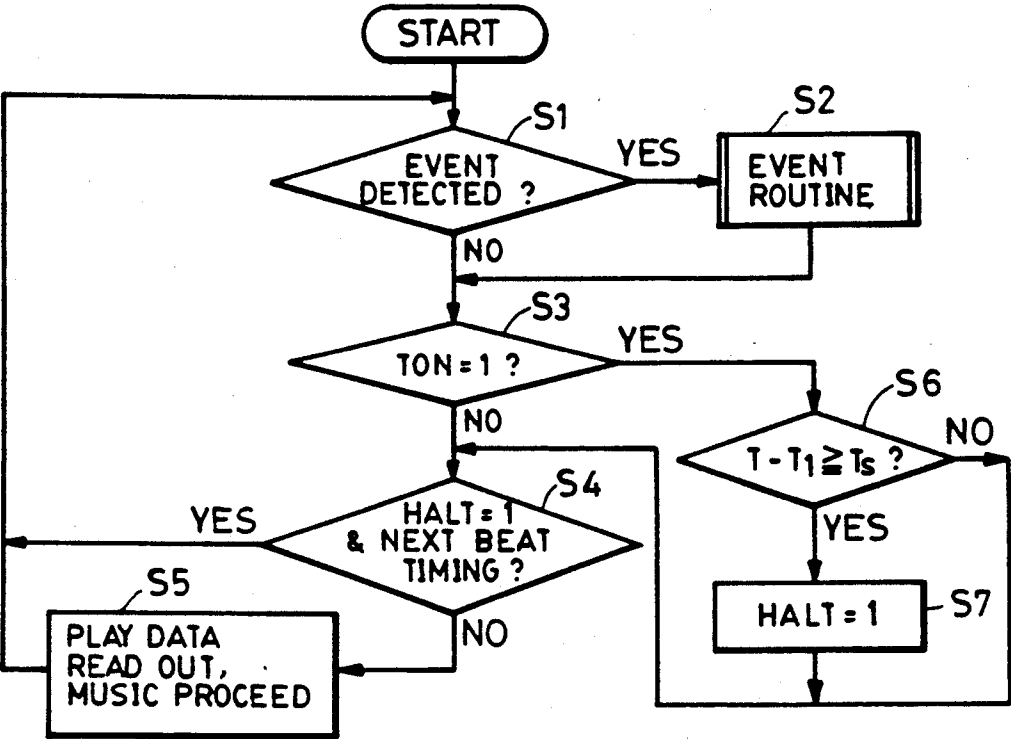 START
S1
EVENT
DETECTED ?
YES
S2
EVENT
ROUTINE
NO
S3
TON = 1 ?
YES
NO
S6
T - T1 ≧ Ts ?
NO
YES
S7
HALT = 1
S4
HALT = 1
& NEXT BEAT
TIMING ?
YES
NO
S5
PLAY DATA
READ OUT,
MUSIC PROCEED